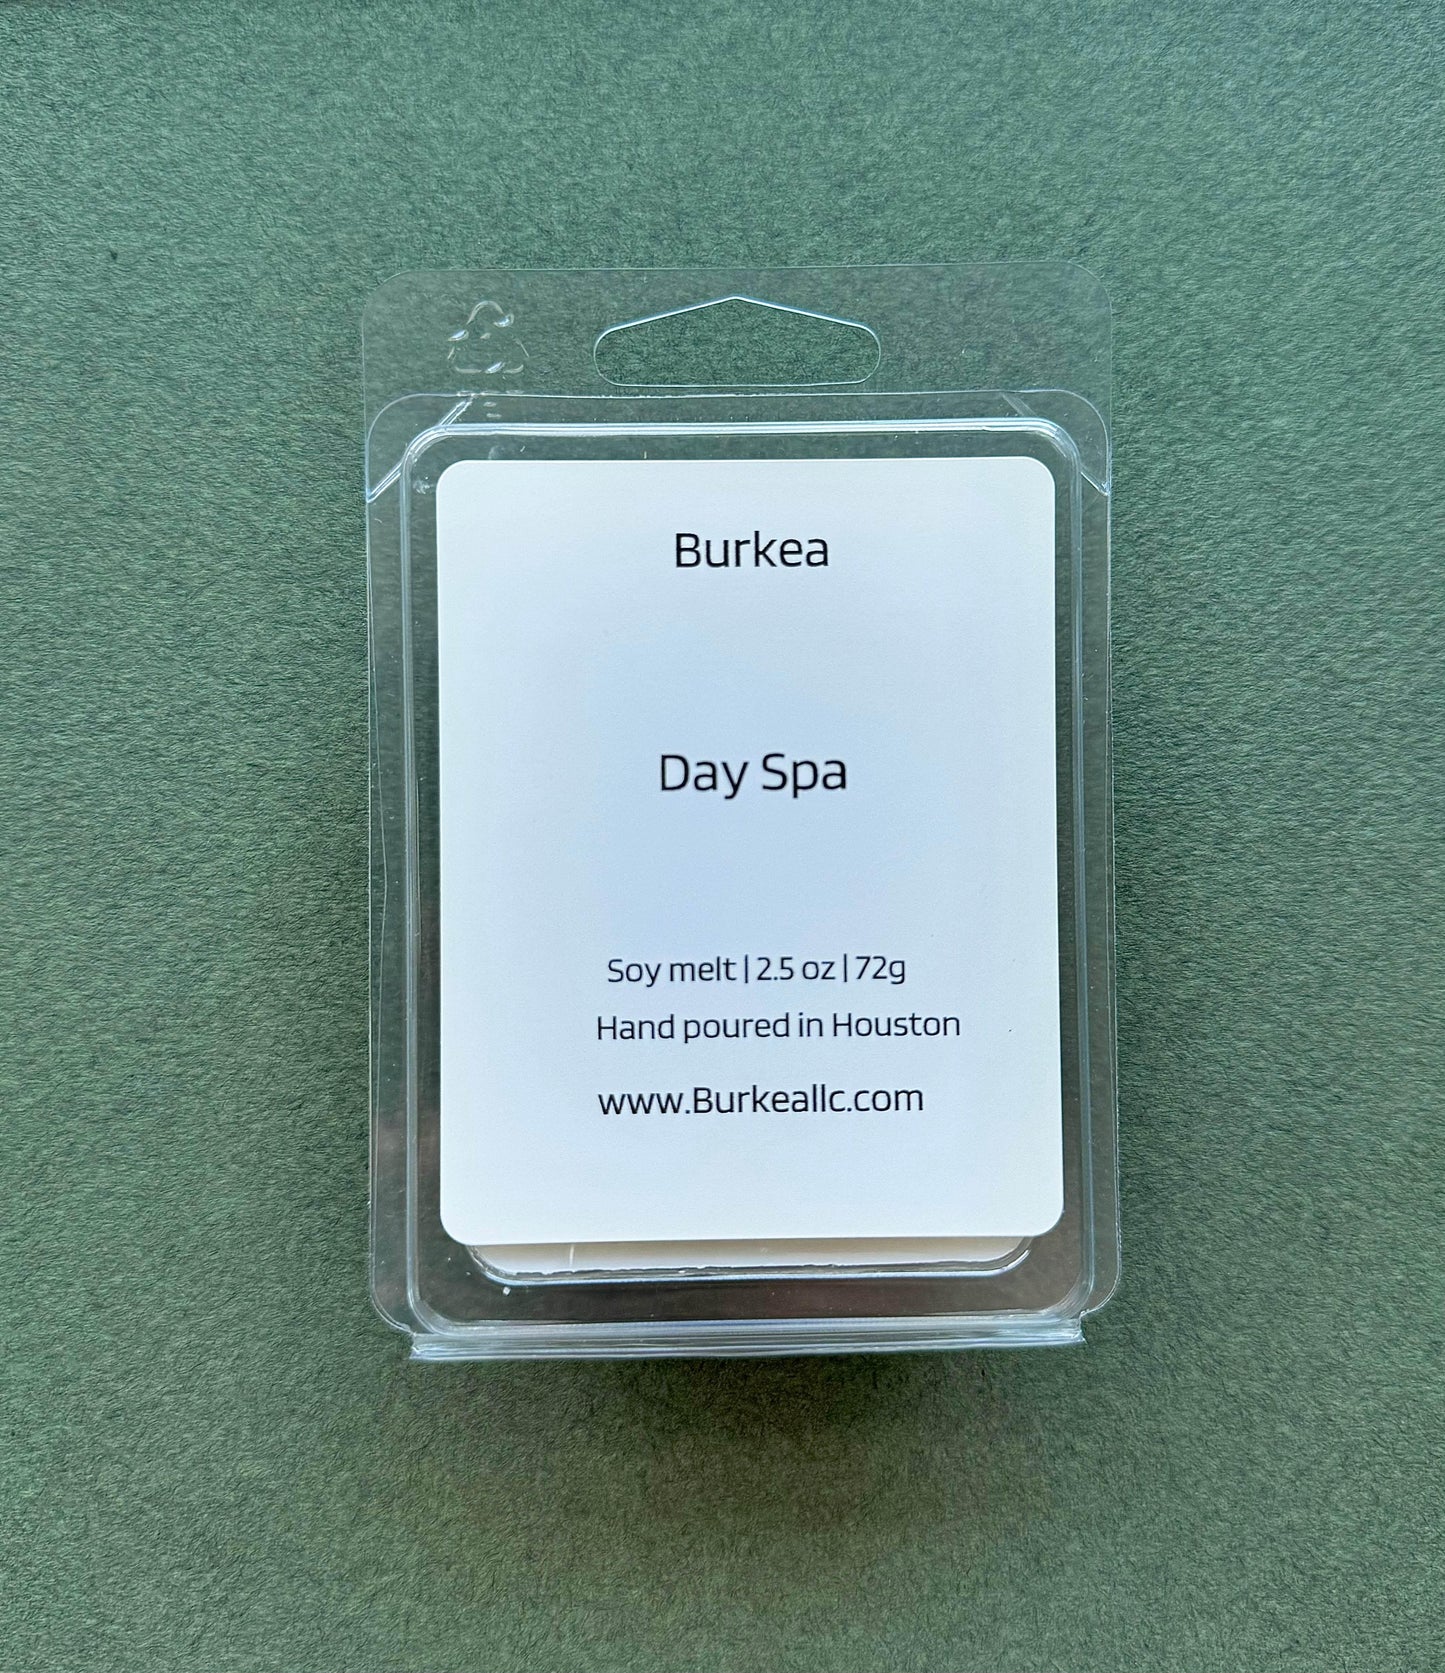 Burkea
Day Spa
Soy melt | 2.5 oz | 72g
Hand poured in Houston
www.Burkeallc.com